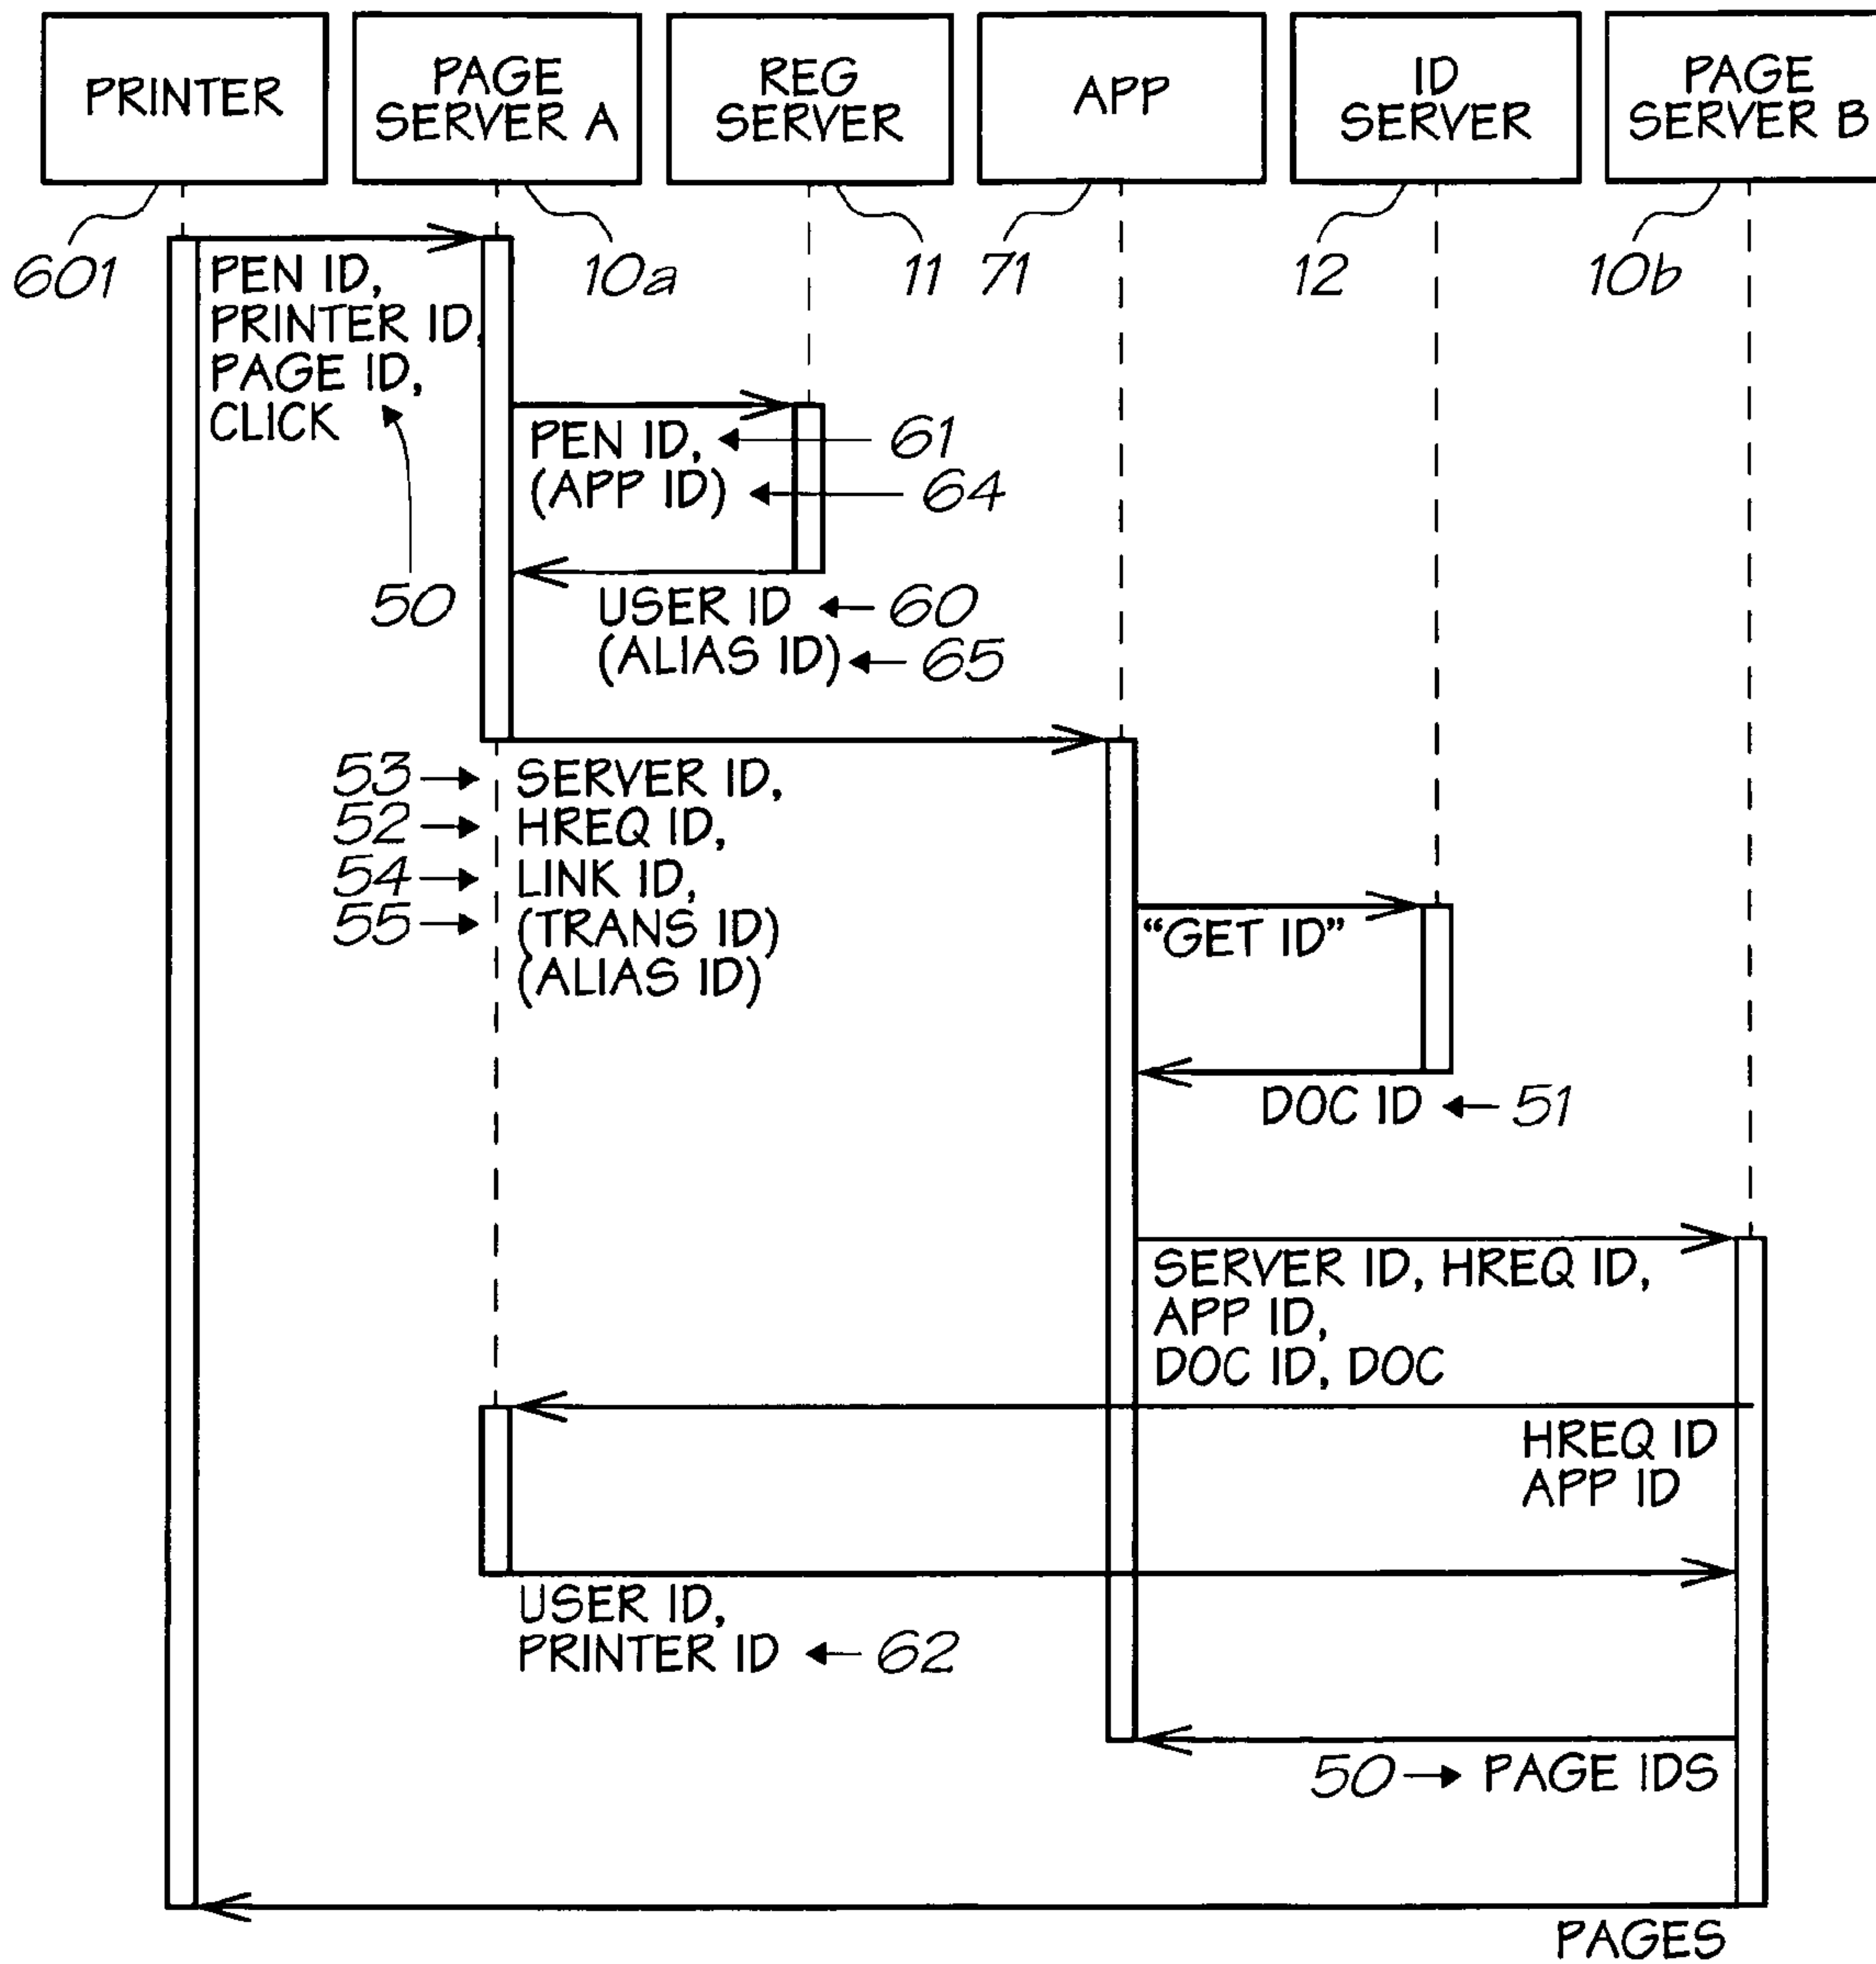 PRINTER
PAGE
SERVER A
REG
SERVER
APP
ID
SERVER
PAGE
SERVER B
601
10a
11
71
12
10b
PEN ID,
PRINTER ID,
PAGE ID,
CLICK
50
PEN ID,
61
(APP ID)
64
USER ID
60
(ALIAS ID)
65
53
SERVER ID,
52
HREQ ID,
54
LINK ID,
55
(TRANS ID)
(ALIAS ID)
“GET ID”
DOC ID
51
SERVER ID, HREQ ID,
APP ID,
DOC ID, DOC
HREQ ID
APP ID
USER ID,
PRINTER ID
62
50
PAGE IDS
PAGES